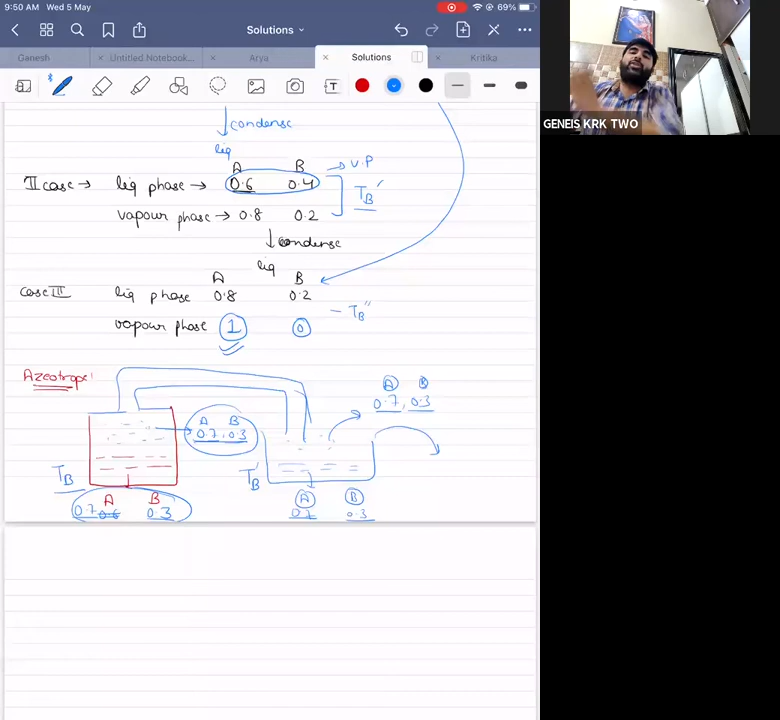 9:50 AM Wed 5 May
69%
Solutions
Ganesh
Untitled Notebook...
Arya
Solutions
Kritika
GENEIS KRK TWO
condense
liq
A B → V.P
II case → liq phase → 0.6 0.4
TB'
vapour phase → 0.8 0.2
condense
liq
A B
case III liq phase 0.8 0.2
- TB''
vapour phase 1 0
Azeotrope:
A B
0.7, 0.3
A B
0.7, 0.3
TB
TB'
A B
0.7 0.6 0.3
A B
0.7 0.3